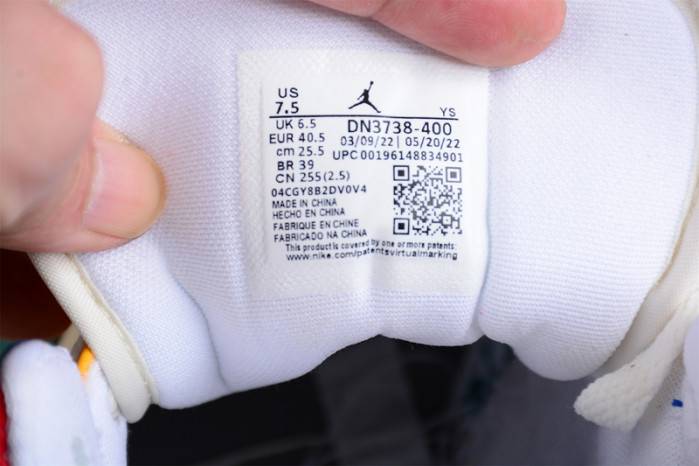 US
7.5 YS
UK 6.5 DN3738-400
EUR 40.5 03/09/22 | 05/20/22
cm 25.5 UPC00196148834901
BR 39
CN 255(2.5)
04CGY8B2DV0V4
MADE IN CHINA
HECHO EN CHINA
FABRIQUE EN CHINE
FABRICADO NA CHINA
This product is covered by one or more patents:
www.nike.com/patentsvirtualmarking